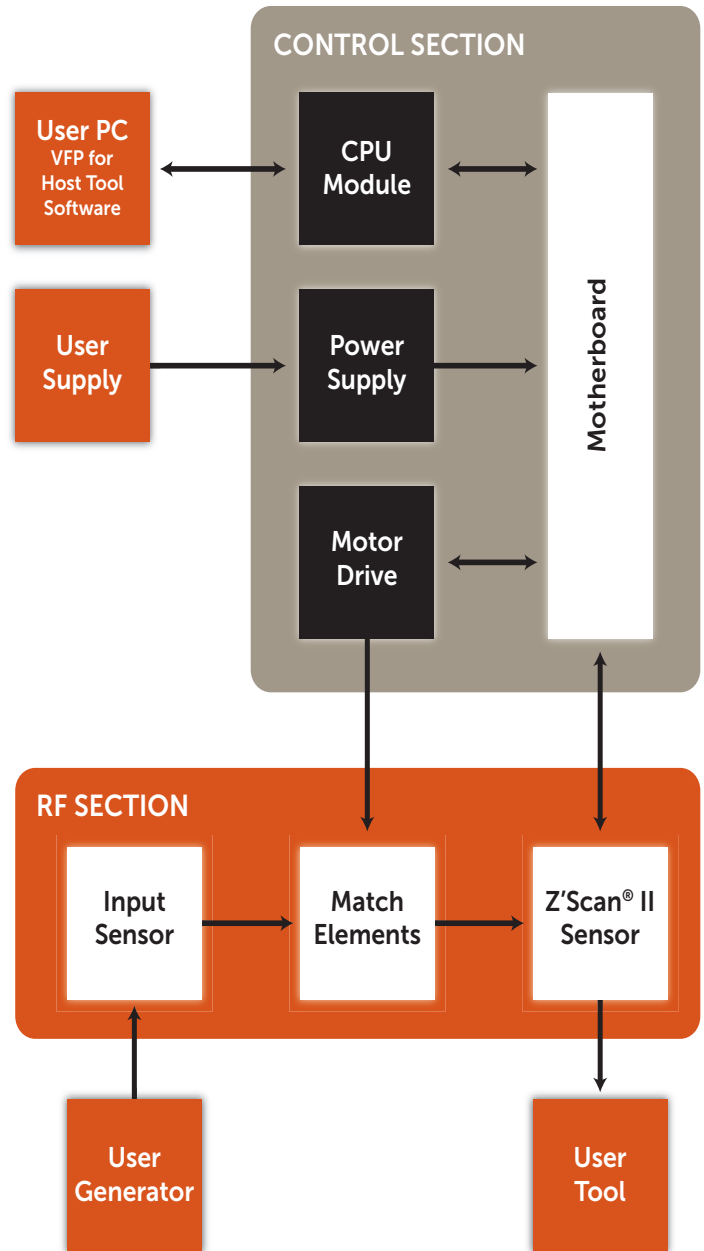 CONTROL SECTION
User PC
VFP for
Host Tool
Software
CPU
Module
Motherboard
User
Supply
Power
Supply
Motor
Drive
RF SECTION
Input
Sensor
Match
Elements
Z'Scan® II
Sensor
User
Generator
User
Tool